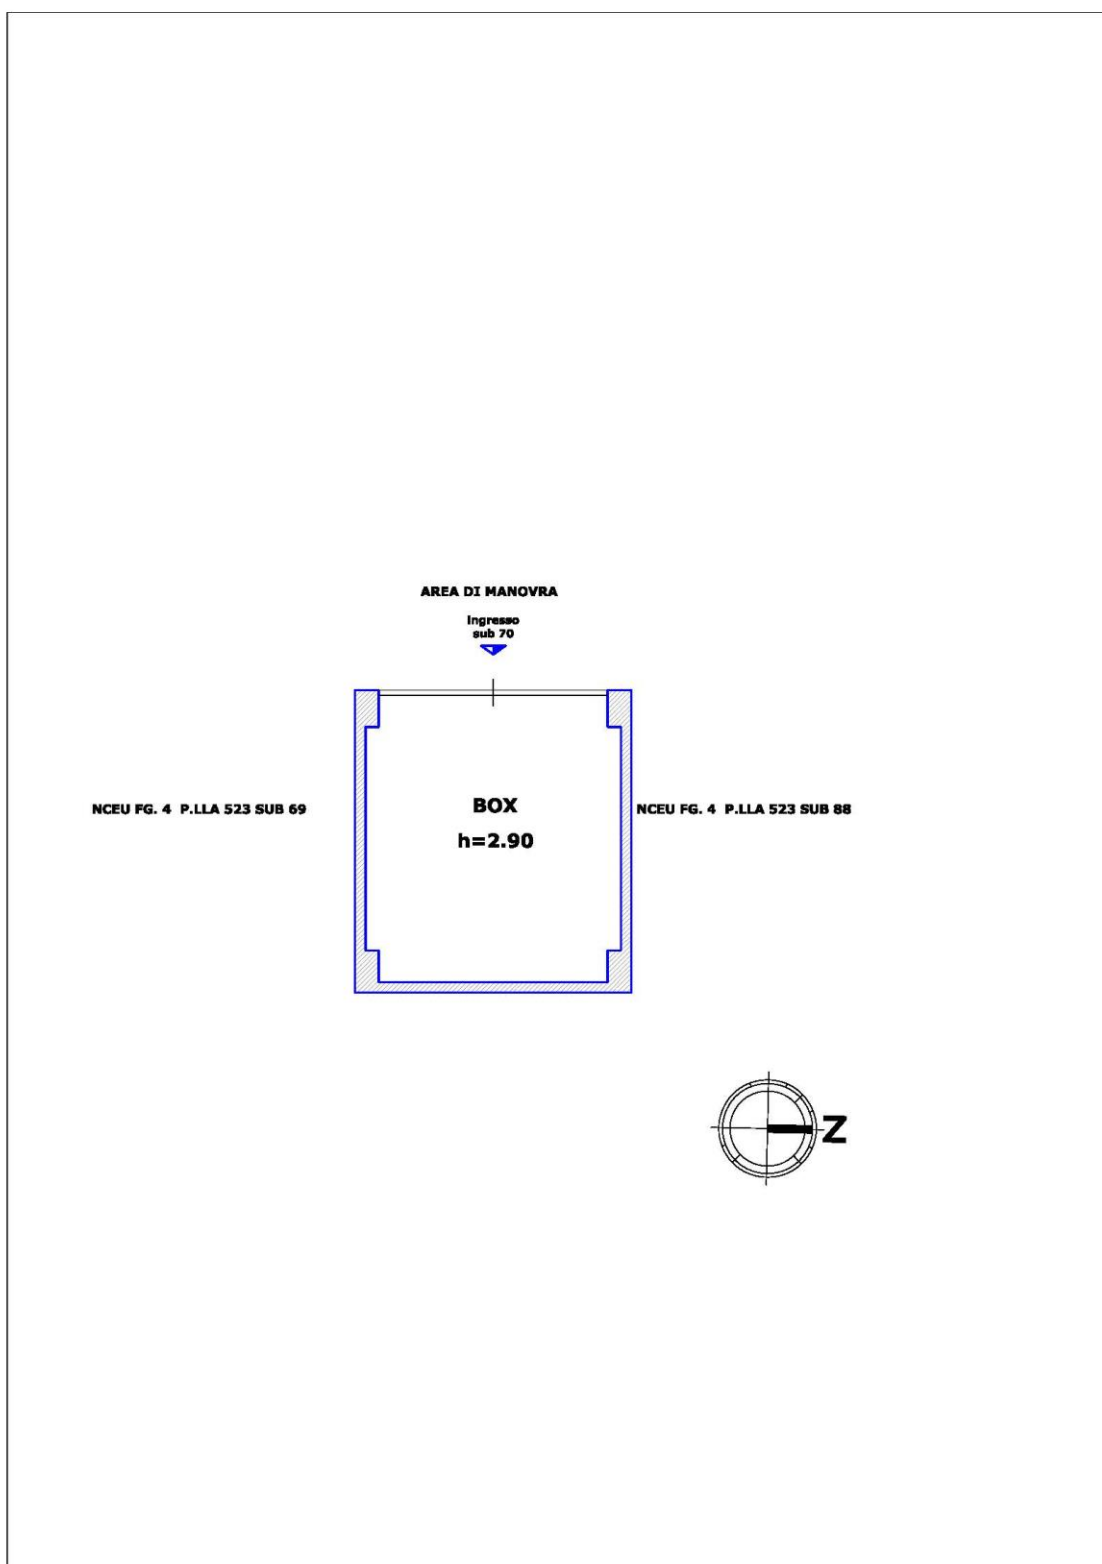 AREA DI MANOVRA
ingresso
sub 70
NCEU FG. 4 P.LLA 523 SUB 69
BOX
NCEU FG. 4 P.LLA 523 SUB 88
h=2.90
N